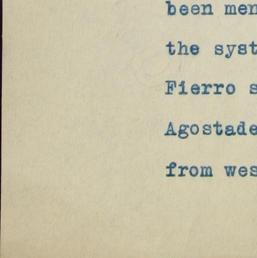 been men
the syst
Fierro s
Agostade
from wes